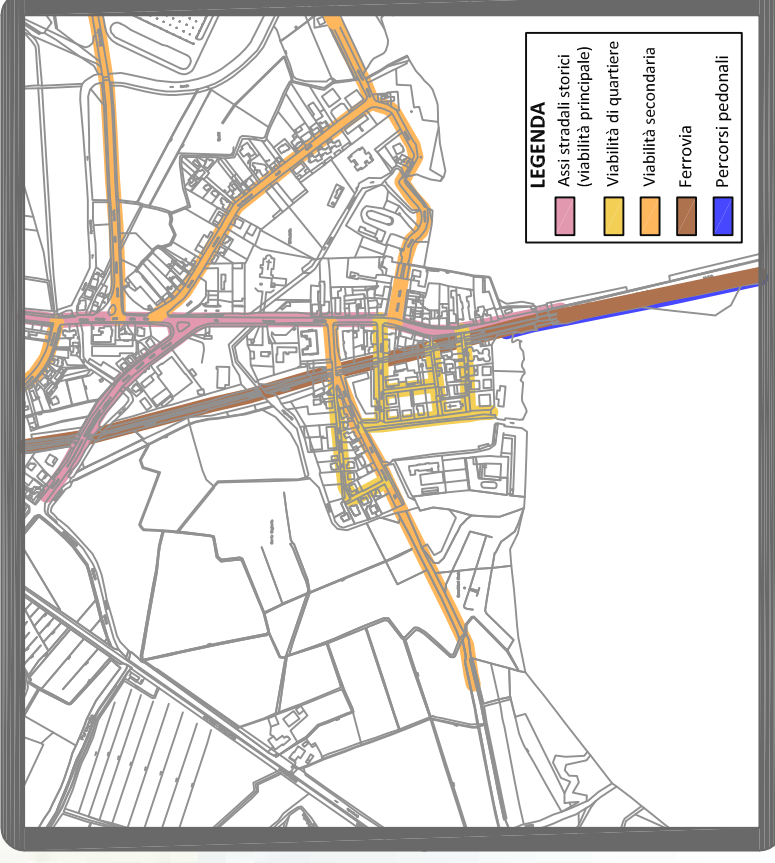 LEGENDA
Assi stradali storici
(viabilità principale)
Viabilità di quartiere
Viabilità secondaria
Ferrovia
Percorsi pedonali